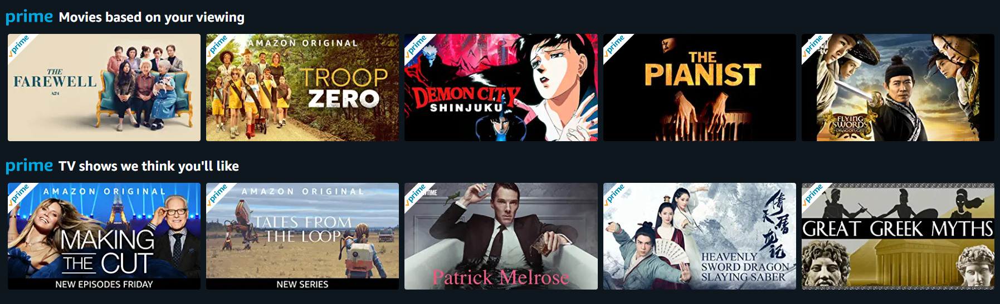 prime Movies based on your viewing
prime
THE
FAREWELL
A24
prime
AMAZON ORIGINAL
TROOP
ZERO
prime
DEMON CITY
SHINJUKU
prime
THE
PIANIST
prime
FLYING
SWORDS
OF DRAGON GATE
prime TV shows we think you'll like
prime
AMAZON ORIGINAL
MAKING
THE CUT
NEW EPISODES FRIDAY
prime
AMAZON ORIGINAL
TALES FROM
THE LOOP
NEW SERIES
prime
Patrick Melrose
prime
倚天屠龙记
HEAVENLY
SWORD DRAGON
SLAYING SABER
prime
GREAT GREEK MYTHS